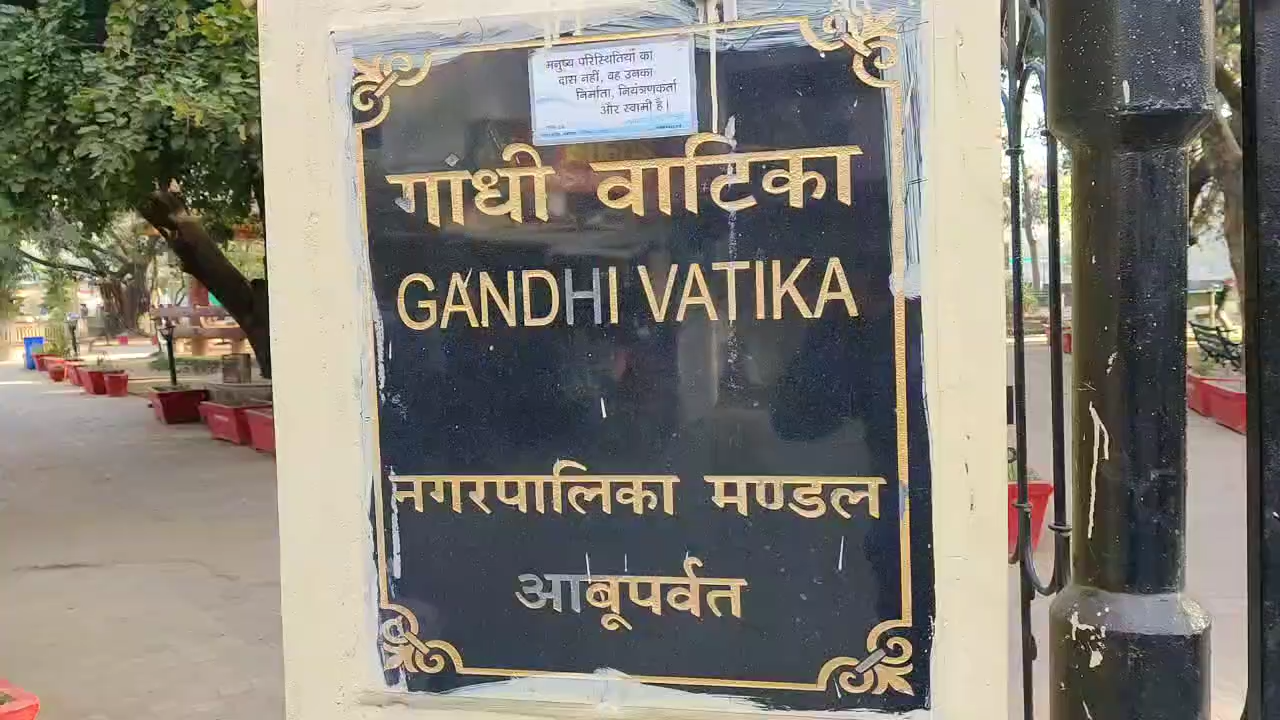 मनुष्य परिस्थितियों का
दास नहीं, वह उनका
निर्माता, नियंत्रणकर्ता
और स्वामी है।
गांधी वाटिका
GANDHI VATIKA
नगरपालिका मण्डल
आबूपर्वत